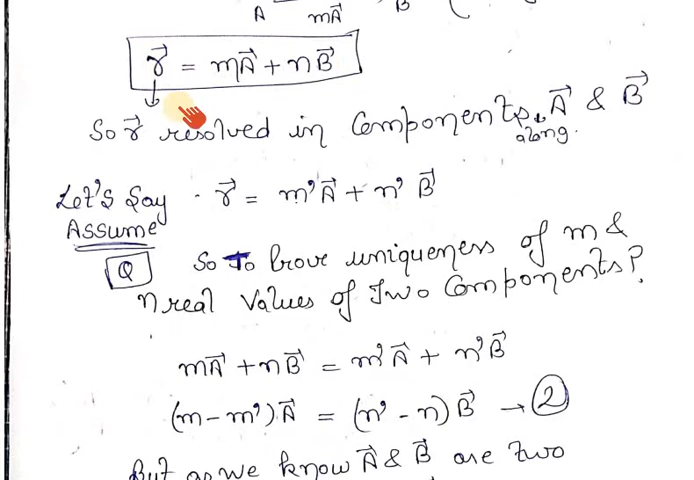 A mA⃗ B
r⃗ = mA⃗ + nB⃗
So r⃗ resolved in Components along A⃗ & B⃗
Let's Say r⃗ = m'A⃗ + n' B⃗
Assume
Q So To Prove uniqueness of m &
n real Values of Two Components?
mA⃗ + nB⃗ = m'A⃗ + n'B⃗
(m - m')A⃗ = (n' - n)B⃗ → 2
But as we know A⃗ & B⃗ are two